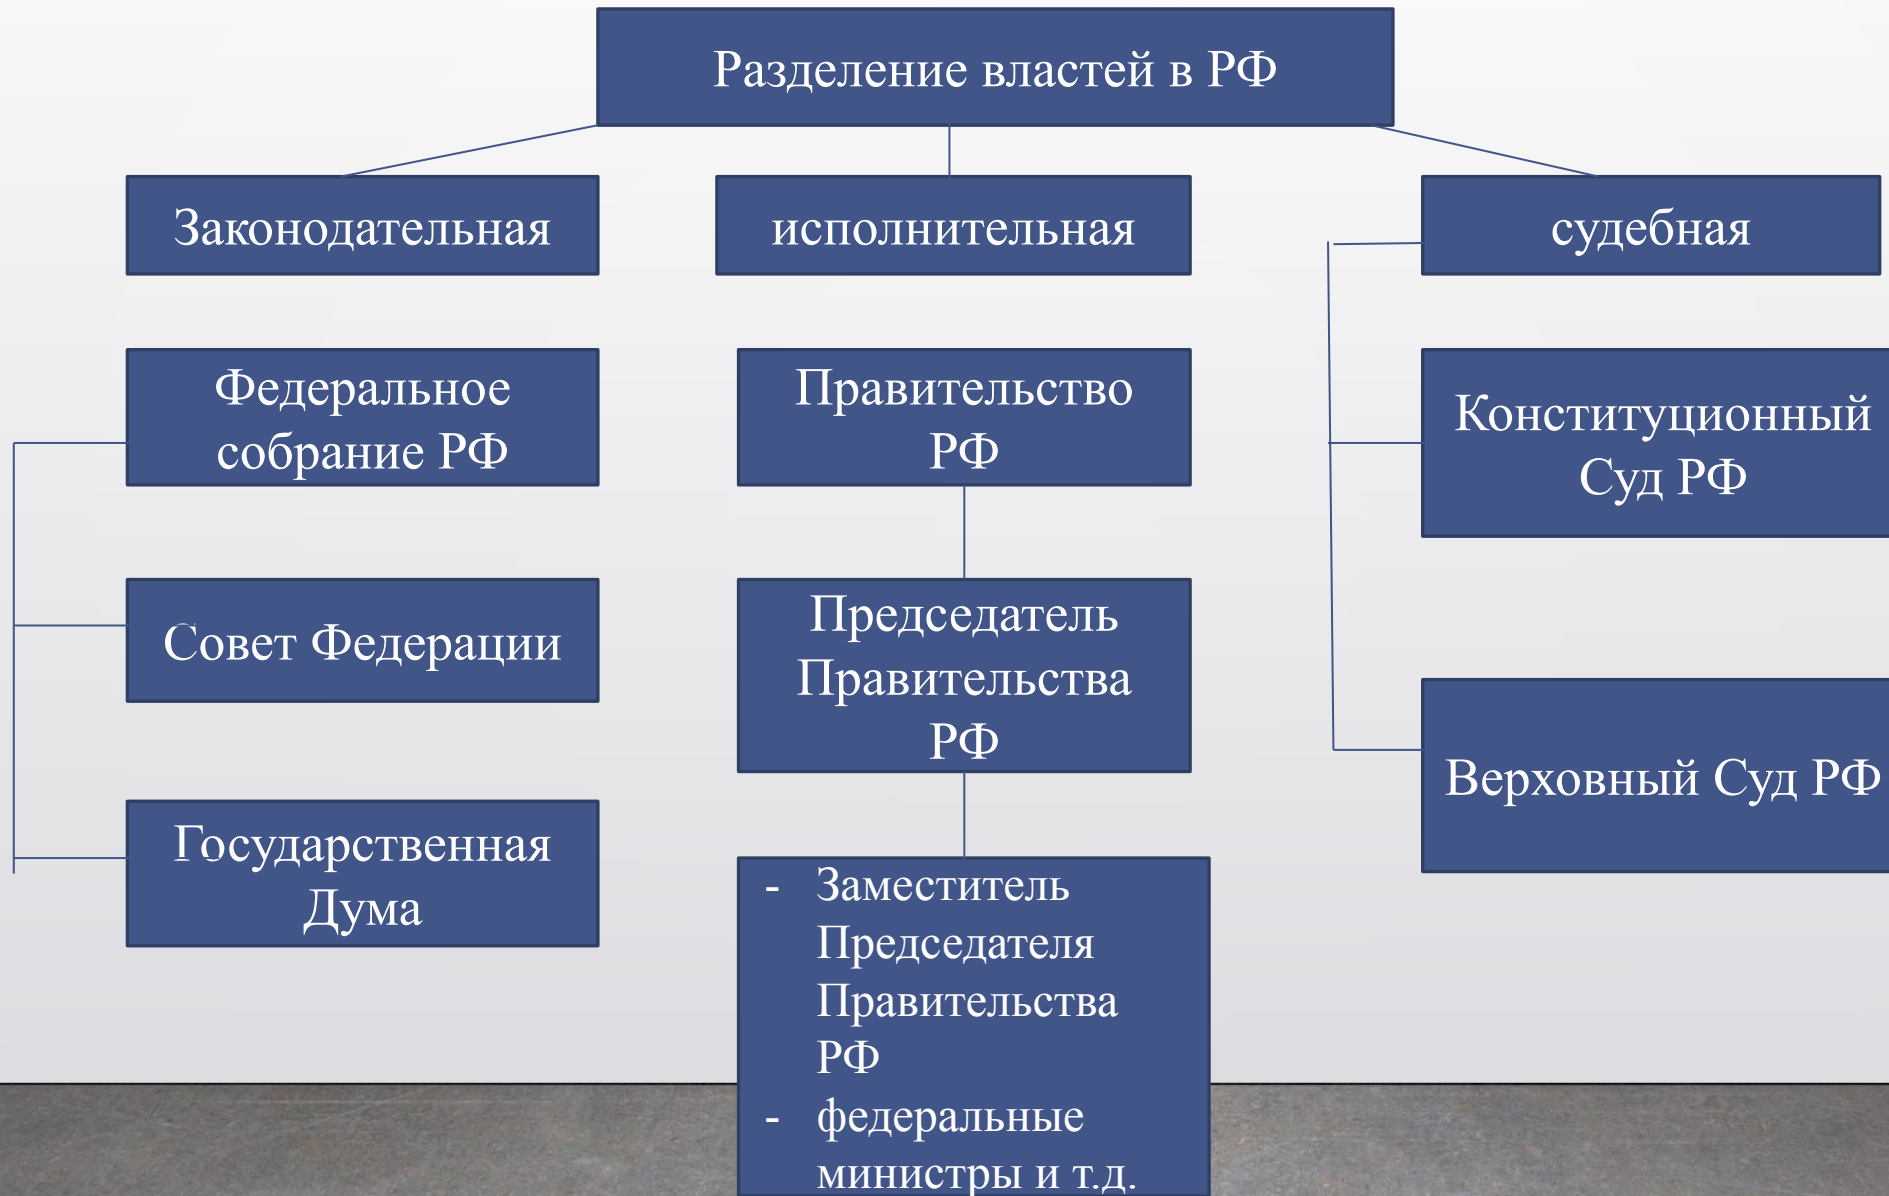 Разделение властей в РФ
Законодательная
исполнительная
судебная
Федеральное
собрание РФ
Правительство
РФ
Конституционный
Суд РФ
Совет Федерации
Председатель
Правительства
РФ
Верховный Суд РФ
Государственная
Дума
- Заместитель
Председателя
Правительства
РФ
- федеральные
министры и т.д.